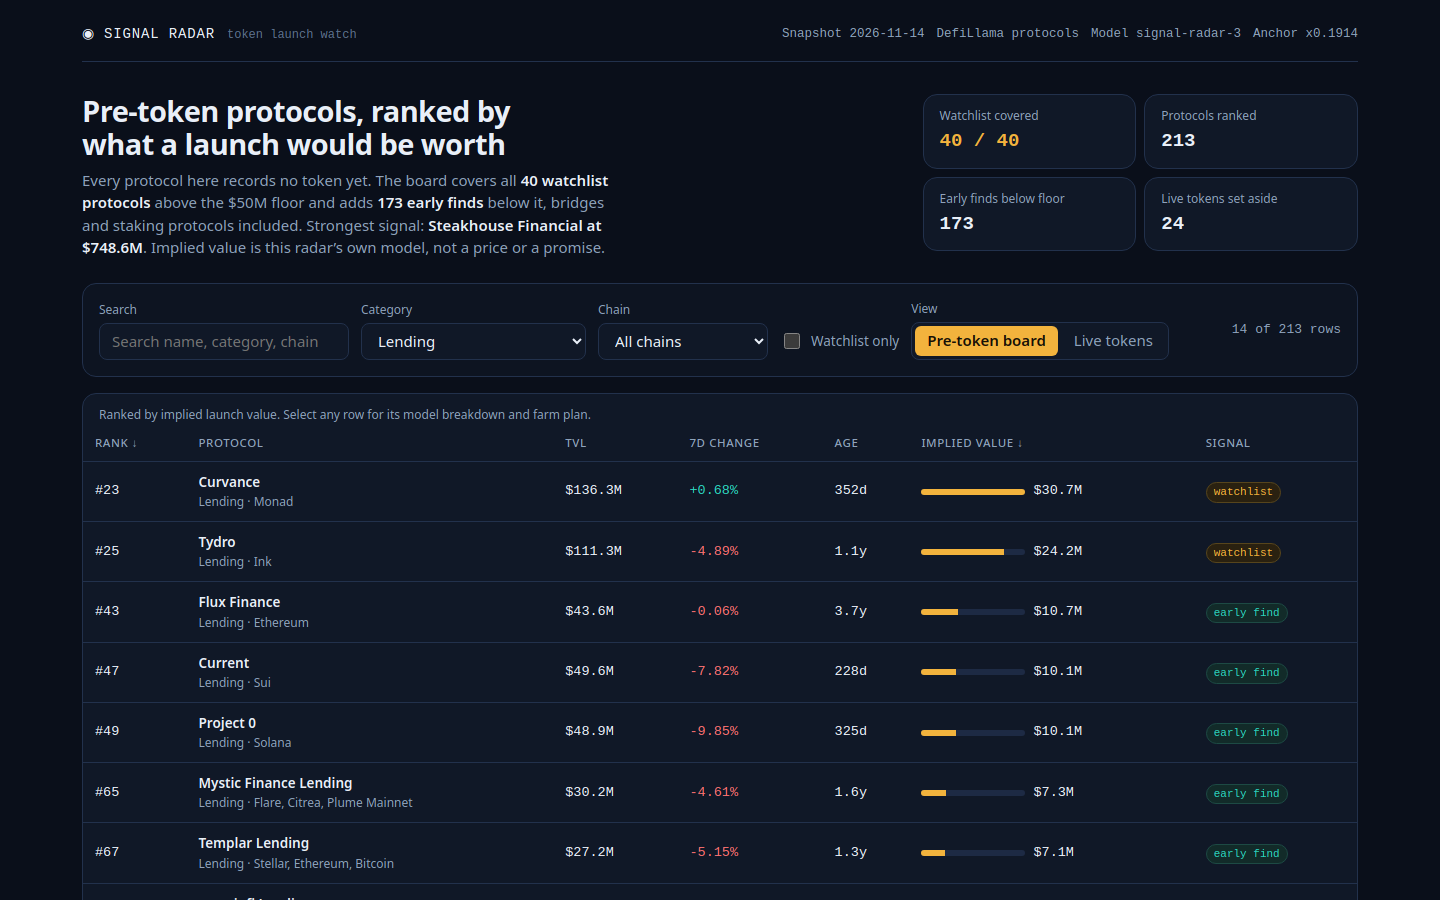 ◉ SIGNAL RADAR token launch watch
Snapshot 2026-11-14 DefiLlama protocols Model signal-radar-3 Anchor x0.1914
Pre-token protocols, ranked by
what a launch would be worth
Every protocol here records no token yet. The board covers all 40 watchlist
protocols above the $50M floor and adds 173 early finds below it, bridges
and staking protocols included. Strongest signal: Steakhouse Financial at
$748.6M. Implied value is this radar’s own model, not a price or a promise.
Watchlist covered
40 / 40
Protocols ranked
213
Early finds below floor
173
Live tokens set aside
24
Search
Search name, category, chain
Category
Lending
Chain
All chains
Watchlist only
View
Pre-token board
Live tokens
14 of 213 rows
Ranked by implied launch value. Select any row for its model breakdown and farm plan.
RANK ↓ PROTOCOL TVL 7D CHANGE AGE IMPLIED VALUE ↓ SIGNAL
#23 Curvance $136.3M +0.68% 352d $30.7M watchlist
Lending · Monad
#25 Tydro $111.3M -4.89% 1.1y $24.2M watchlist
Lending · Ink
#43 Flux Finance $43.6M -0.06% 3.7y $10.7M early find
Lending · Ethereum
#47 Current $49.6M -7.82% 228d $10.1M early find
Lending · Sui
#49 Project 0 $48.9M -9.85% 325d $10.1M early find
Lending · Solana
#65 Mystic Finance Lending $30.2M -4.61% 1.6y $7.3M early find
Lending · Flare, Citrea, Plume Mainnet
#67 Templar Lending $27.2M -5.15% 1.3y $7.1M early find
Lending · Stellar, Ethereum, Bitcoin